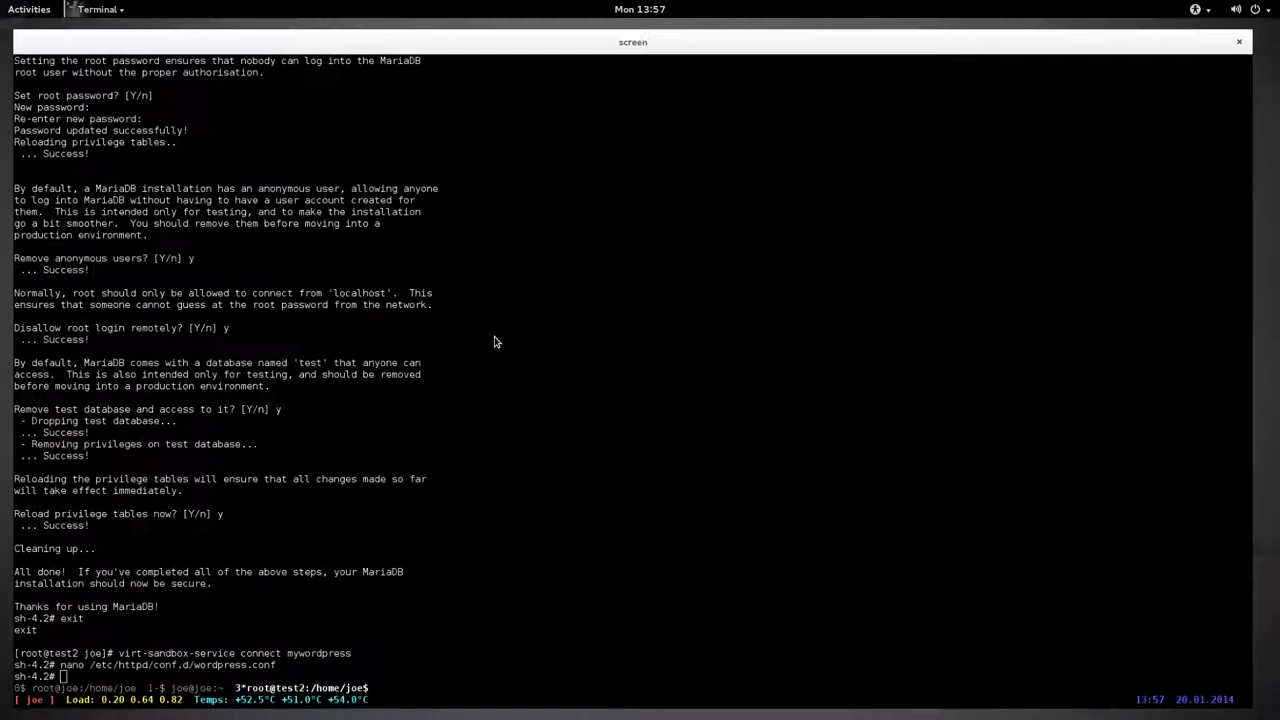 Activities Terminal Mon 13:57
screen ×
Setting the root password ensures that nobody can log into the MariaDB
root user without the proper authorisation.
Set root password? [Y/n]
New password:
Re-enter new password:
Password updated successfully!
Reloading privilege tables..
... Success!
By default, a MariaDB installation has an anonymous user, allowing anyone
to log into MariaDB without having to have a user account created for
them. This is intended only for testing, and to make the installation
go a bit smoother. You should remove them before moving into a
production environment.
Remove anonymous users? [Y/n] y
... Success!
Normally, root should only be allowed to connect from 'localhost'. This
ensures that someone cannot guess at the root password from the network.
Disallow root login remotely? [Y/n] y
... Success!
By default, MariaDB comes with a database named 'test' that anyone can
access. This is also intended only for testing, and should be removed
before moving into a production environment.
Remove test database and access to it? [Y/n] y
- Dropping test database...
... Success!
- Removing privileges on test database...
... Success!
Reloading the privilege tables will ensure that all changes made so far
will take effect immediately.
Reload privilege tables now? [Y/n] y
... Success!
Cleaning up...
All done! If you've completed all of the above steps, your MariaDB
installation should now be secure.
Thanks for using MariaDB!
sh-4.2# exit
exit
[root@test2 joe]# virt-sandbox-service connect mywordpress
sh-4.2# nano /etc/httpd/conf.d/wordpress.conf
sh-4.2#
0$ root@joe:/home/joe 1-$ joe@joe:~ 3*root@test2:/home/joe$
[ joe ] Load: 0.20 0.64 0.82 Temps: +52.5°C +51.0°C +54.0°C 13:57 20.01.2014